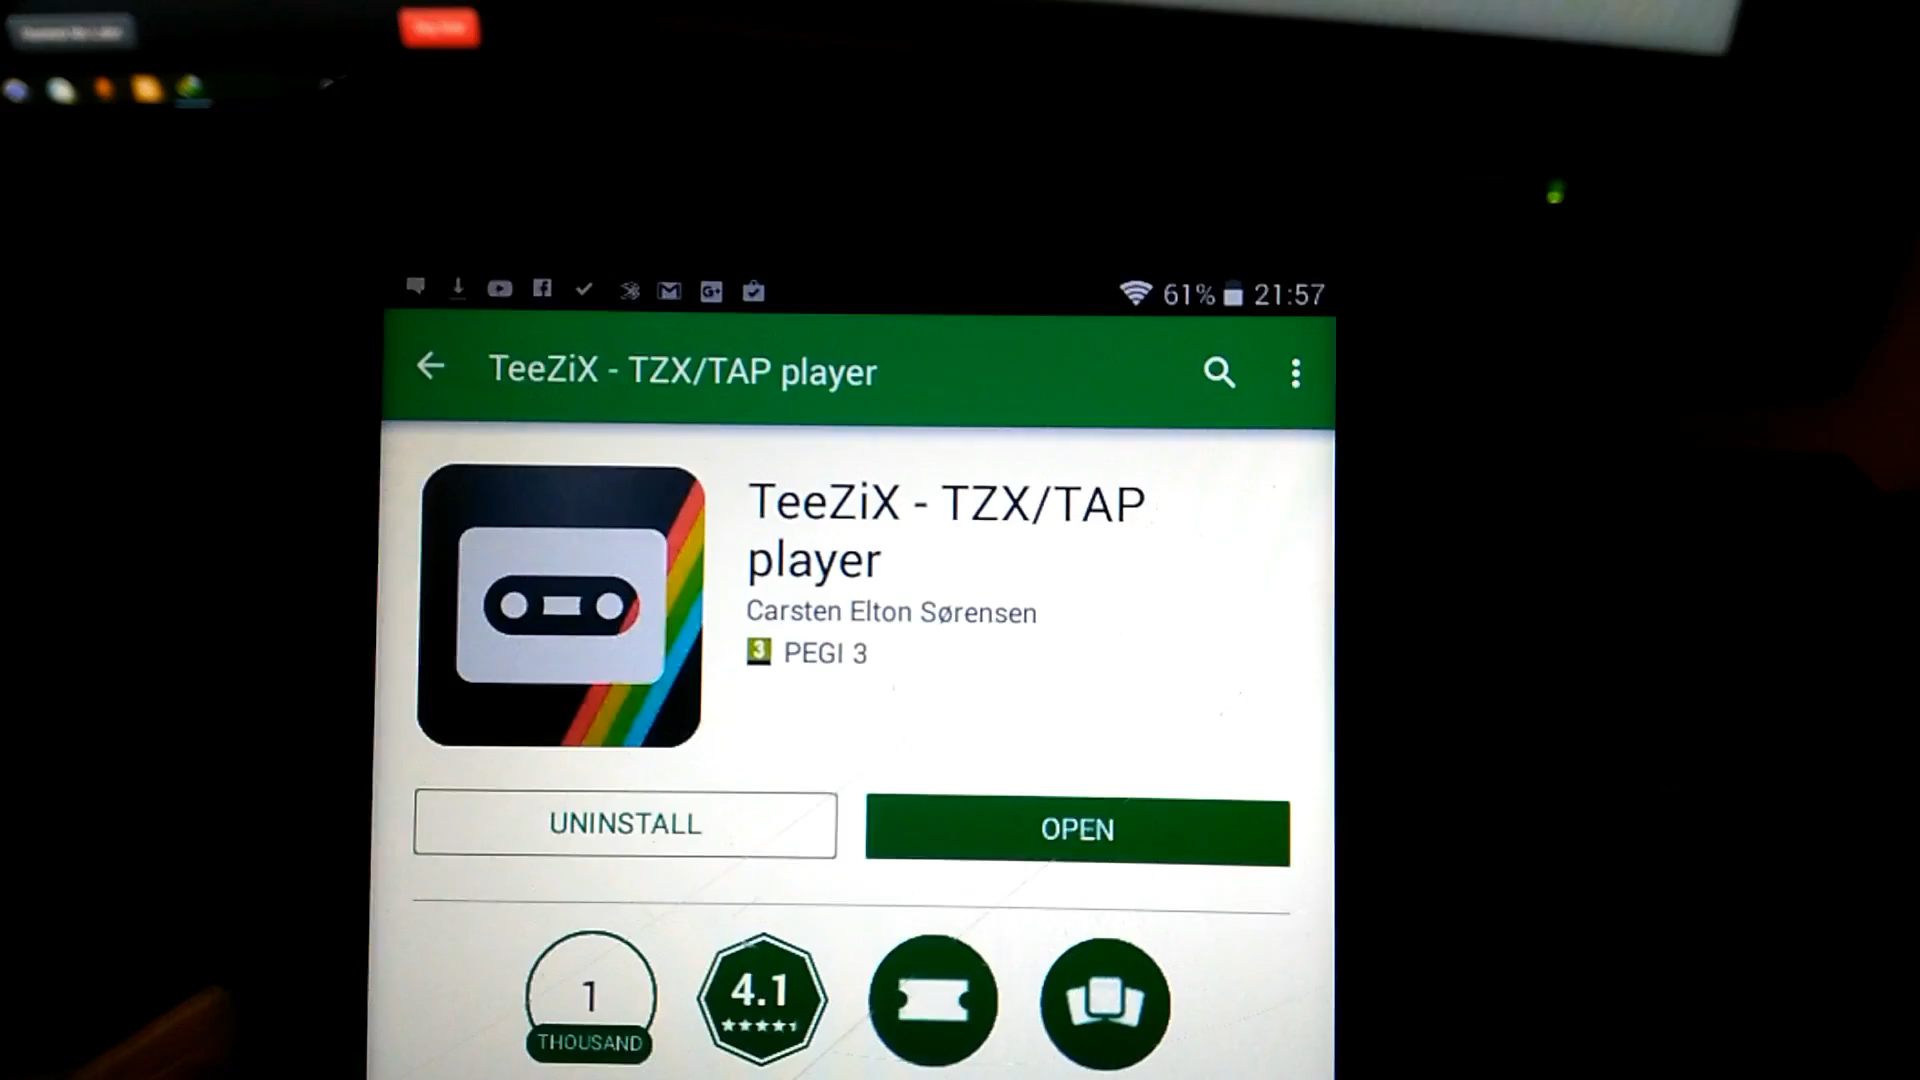 61% 21:57
TeeZiX - TZX/TAP player
TeeZiX - TZX/TAP
player
Carsten Elton Sørensen
3 PEGI 3
UNINSTALL
OPEN
1
THOUSAND
4.1